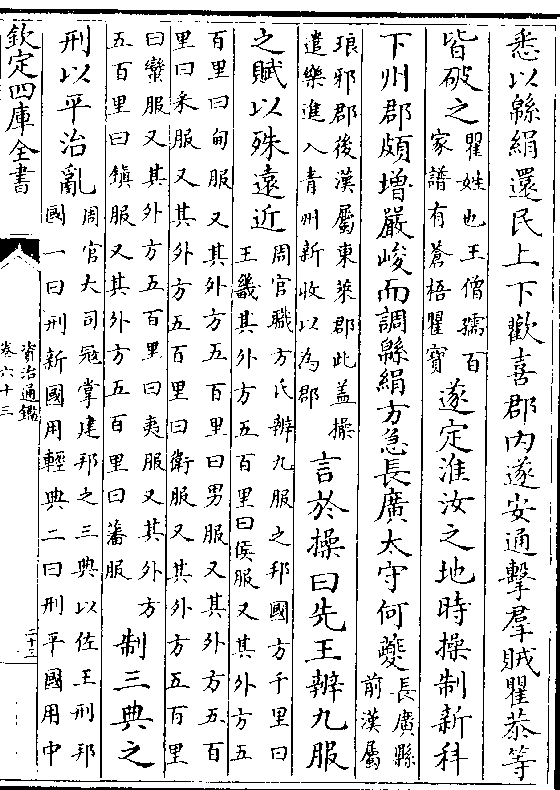 悉以緜絹還民上下歡喜郡内遂安通擊羣賊瞿恭等
皆破之
瞿姓也王僧孺百
家譜有蒼梧瞿寳
遂定淮汝之地時操制新科
下州郡頗增嚴峻而調緜絹方急長廣太守何夔
長廣縣
前漢屬
琅邪郡後漢屬東萊郡此盖操
遣樂進入青州新收以為郡
言於操曰先王辨九服
之賦以殊遠近
周官職方氏辨九服之邦國方千里曰
王畿其外方五百里曰侯服又其外方五
百里曰甸服又其外方五百里曰男服又其外方五百
里曰采服又其外方五百里曰衛服又其外方五百里
曰蠻服又其外方五百里曰夷服又其外方
五百里曰鎮服又其外方五百里曰藩服
制三典之
刑以平治亂
周官大司寇掌建邦之三典以佐王刑邦
國一曰刑新國用輕典二曰刑平國用中
欽定四庫全書
資治通鑑
卷六十三
二十三